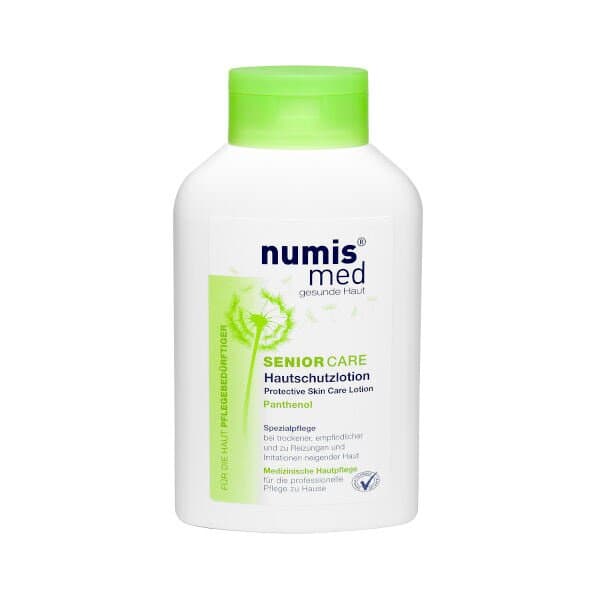 numis®
med
gesunde Haut
SENIOR CARE
Hautschutzlotion
Protective Skin Care Lotion
Panthenol
Spezialpflege
bei trockener, empfindlicher
und zu Reizungen und
Irritationen neigender Haut
Medizinische Hautpflege
für die professionelle
Pflege zu Hause
FÜR DIE HAUT PFLEGEBEDÜRFTIGER